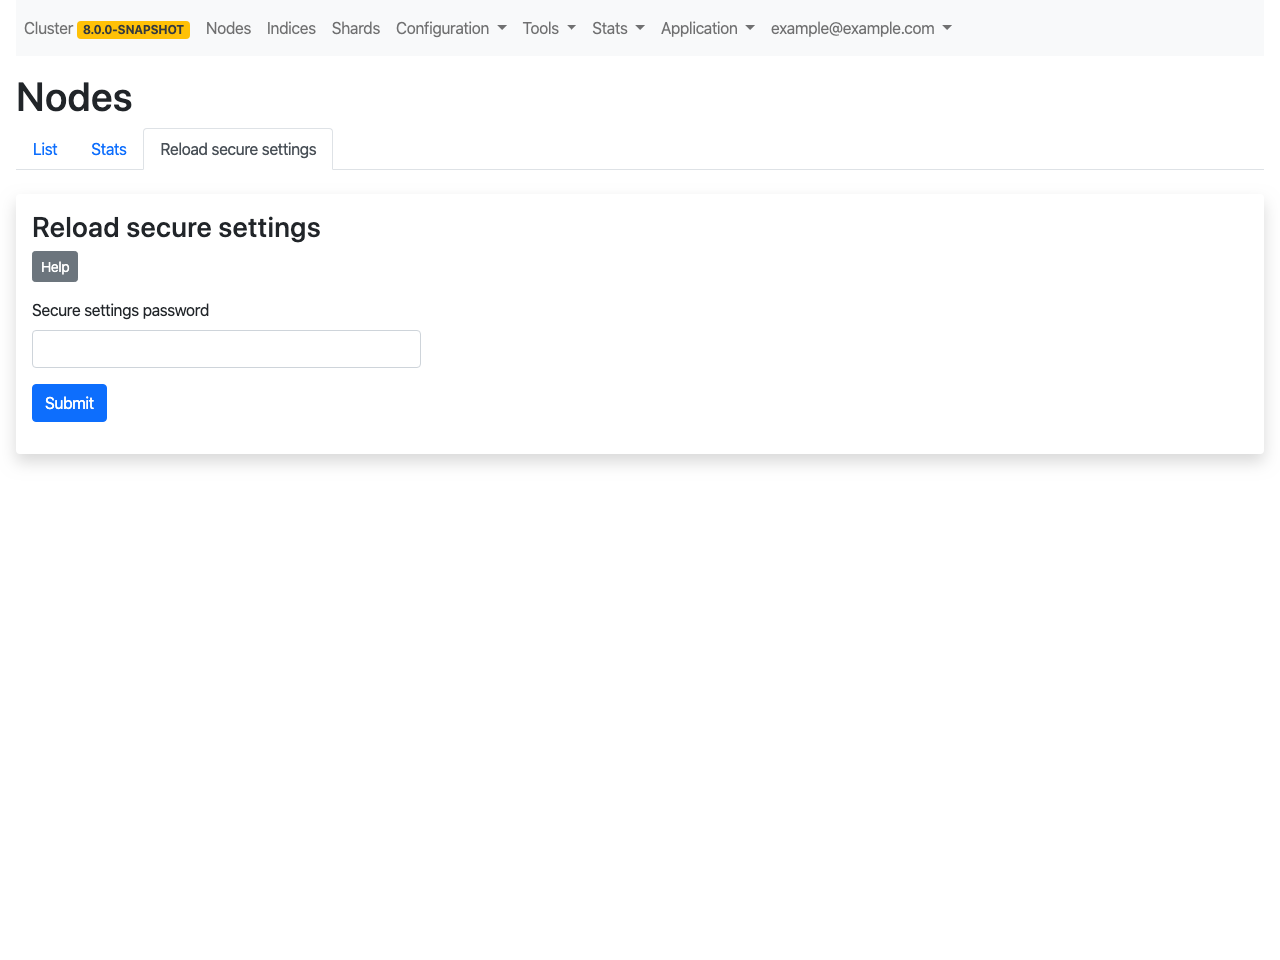 Cluster 8.0.0-SNAPSHOT Nodes Indices Shards Configuration Tools Stats Application example@example.com
Nodes
List Stats Reload secure settings
Reload secure settings
Help
Secure settings password
Submit